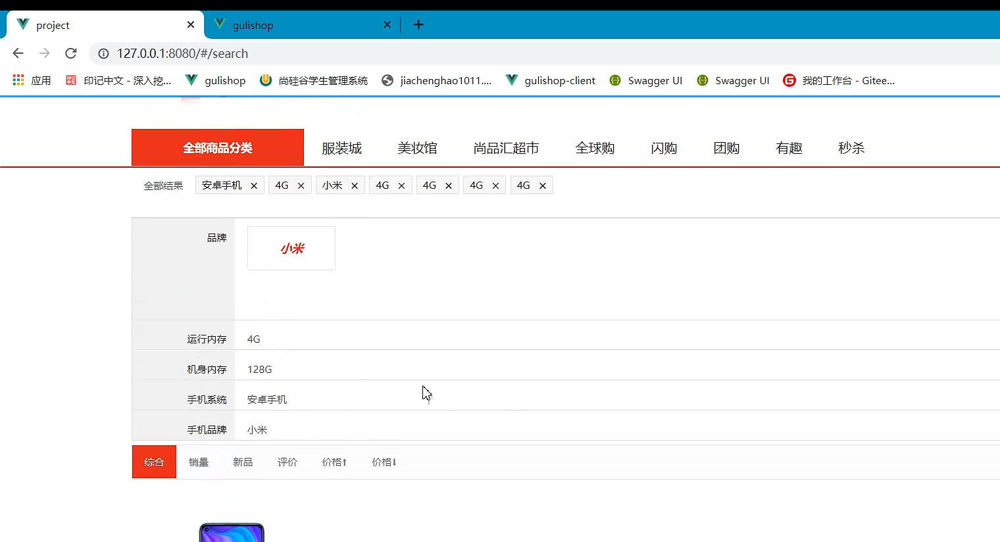 project
gulishop
127.0.0.1:8080/#/search
应用 印记中文 - 深入挖... gulishop 尚硅谷学生管理系统 jiachenghao1011.... gulishop-client Swagger UI Swagger UI 我的工作台 - Gitee...
全部商品分类 服装城 美妆馆 尚品汇超市 全球购 闪购 团购 有趣 秒杀
全部结果 安卓手机 × 4G × 小米 × 4G × 4G × 4G × 4G ×
品牌 小米
运行内存 4G
机身内存 128G
手机系统 安卓手机
手机品牌 小米
综合 销量 新品 评价 价格⬆ 价格⬇